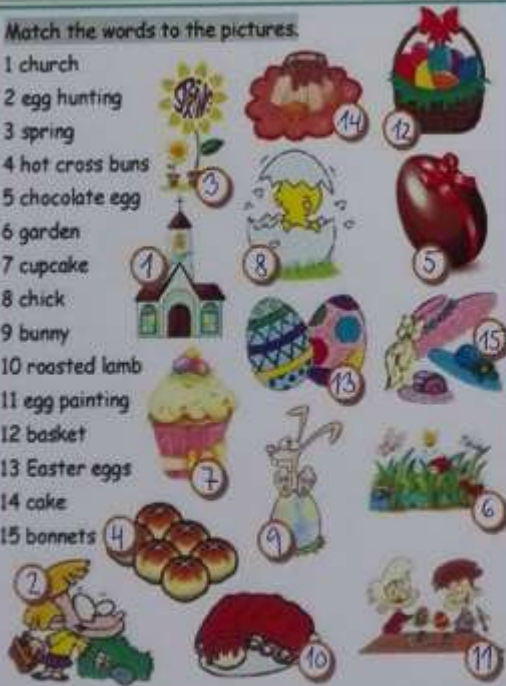 Match the words to the pictures.
1 church
2 egg hunting
3 spring
4 hot cross buns
5 chocolate egg
6 garden
7 cupcake
8 chick
9 bunny
10 roasted lamb
11 egg painting
12 basket
13 Easter eggs
14 cake
15 bonnets
SPRING
3
14
12
1
8
5
13
15
7
9
6
4
2
10
11